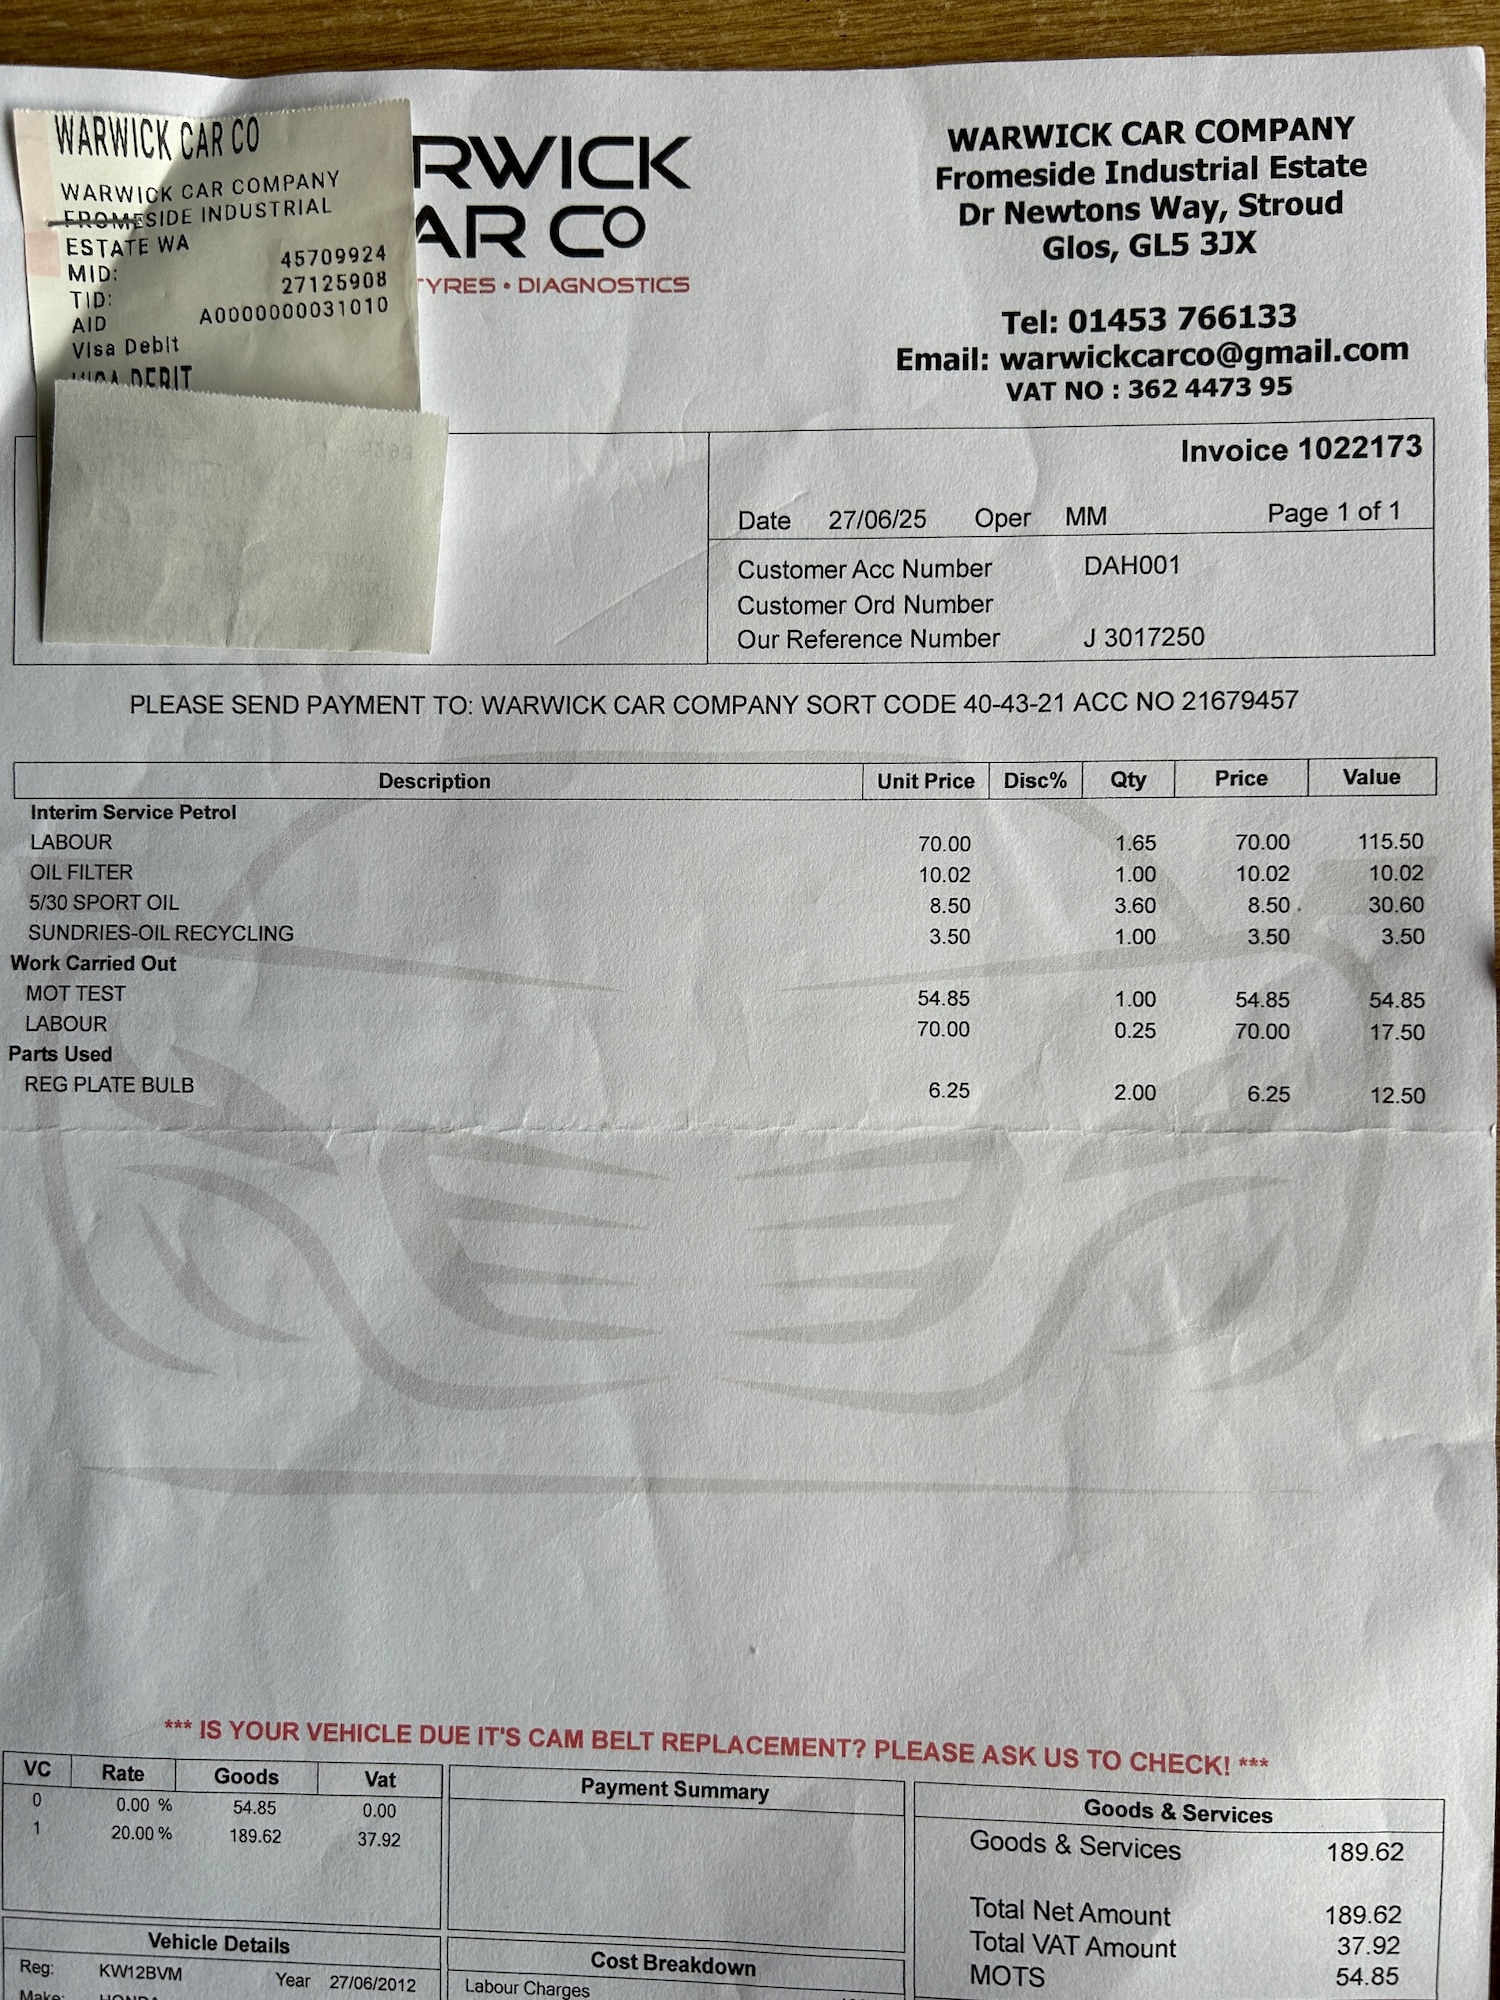 WARWICK CAR CO
WARWICK CAR COMPANY
FROMESIDE INDUSTRIAL
ESTATE WA
MID: 45709924
TID: 27125908
AID A0000000031010
Visa Debit
VISA DEBIT
RWICK
AR CO
TYRES • DIAGNOSTICS
WARWICK CAR COMPANY
Fromeside Industrial Estate
Dr Newtons Way, Stroud
Glos, GL5 3JX
Tel: 01453 766133
Email: warwickcarco@gmail.com
VAT NO : 362 4473 95
Invoice 1022173
Date 27/06/25 Oper MM Page 1 of 1
Customer Acc Number DAH001
Customer Ord Number
Our Reference Number J 3017250
PLEASE SEND PAYMENT TO: WARWICK CAR COMPANY SORT CODE 40-43-21 ACC NO 21679457
Description Unit Price Disc% Qty Price Value
Interim Service Petrol
LABOUR 70.00 1.65 70.00 115.50
OIL FILTER 10.02 1.00 10.02 10.02
5/30 SPORT OIL 8.50 3.60 8.50 30.60
SUNDRIES-OIL RECYCLING 3.50 1.00 3.50 3.50
Work Carried Out
MOT TEST 54.85 1.00 54.85 54.85
LABOUR 70.00 0.25 70.00 17.50
Parts Used
REG PLATE BULB 6.25 2.00 6.25 12.50
*** IS YOUR VEHICLE DUE IT'S CAM BELT REPLACEMENT? PLEASE ASK US TO CHECK! ***
VC Rate Goods Vat
0 0.00 % 54.85 0.00
1 20.00 % 189.62 37.92
Payment Summary
Goods & Services
Goods & Services 189.62
Total Net Amount 189.62
Total VAT Amount 37.92
MOTS 54.85
Vehicle Details
Reg: KW12BVM Year 27/06/2012
Make: HONDA
Cost Breakdown
Labour Charges